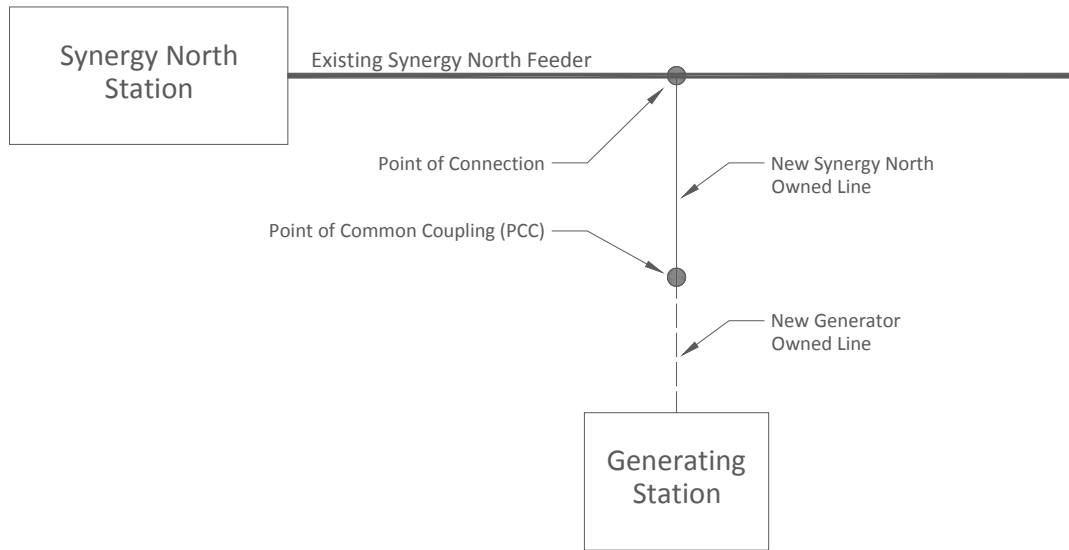 Synergy North
Station
Existing Synergy North Feeder
Point of Connection
New Synergy North
Owned Line
Point of Common Coupling (PCC)
New Generator
Owned Line
Generating
Station